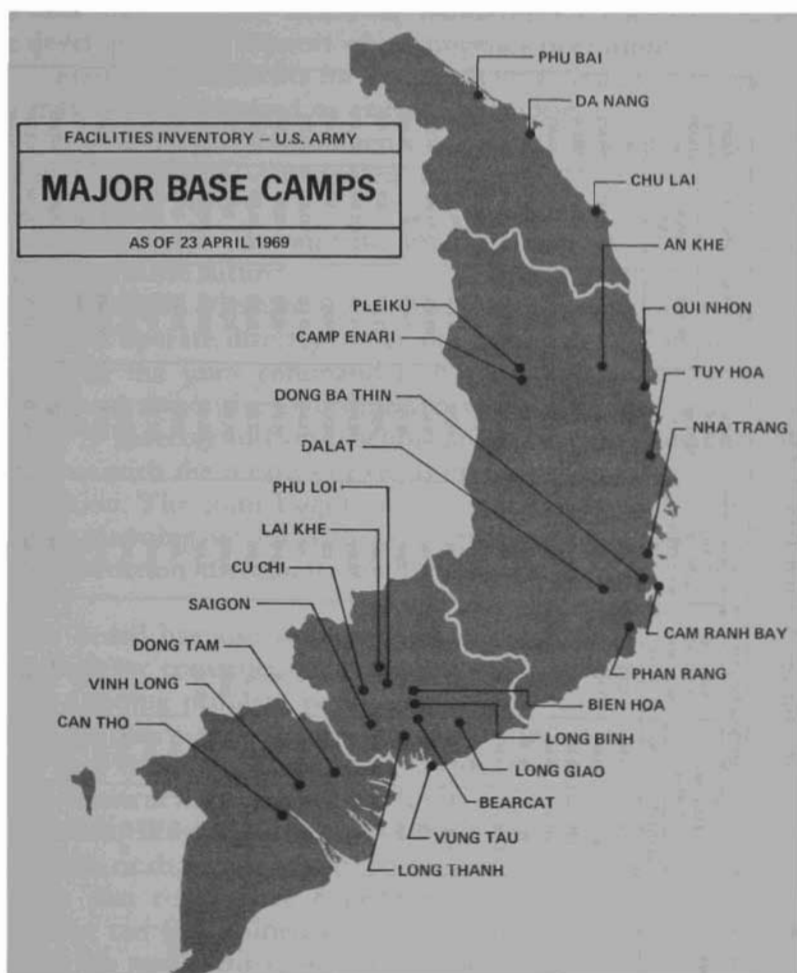 FACILITIES INVENTORY – U.S. ARMY
MAJOR BASE CAMPS
AS OF 23 APRIL 1969
PHU BAI
DA NANG
CHU LAI
AN KHE
PLEIKU
QUI NHON
CAMP ENARI
TUY HOA
DONG BA THIN
NHA TRANG
DALAT
PHU LOI
LAI KHE
CU CHI
SAIGON
CAM RANH BAY
DONG TAM
PHAN RANG
VINH LONG
BIEN HOA
CAN THO
LONG BINH
LONG GIAO
BEARCAT
VUNG TAU
LONG THANH